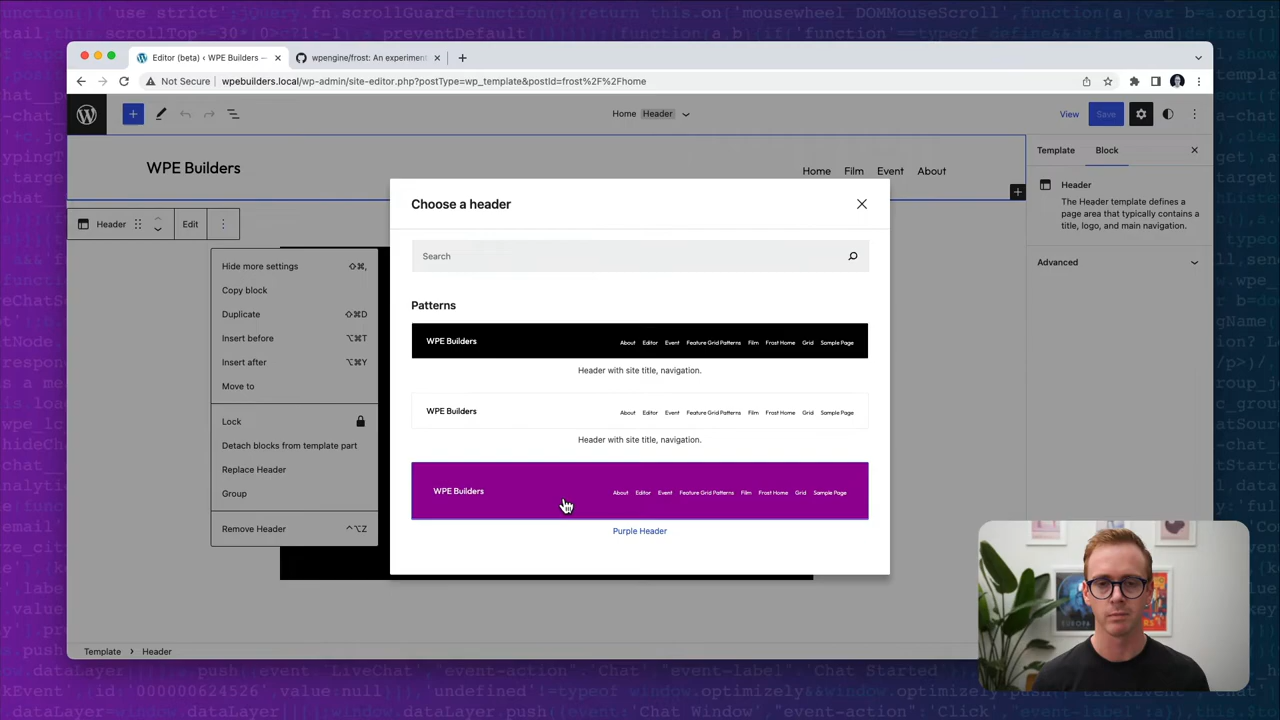 Editor (beta) ‹ WPE Builders —
wpengine/frost: An experiment
Not Secure
wpebuilders.local/wp-admin/site-editor.php?postType=wp_template&postId=frost%2F%2Fhome
Home Header
View
Save
WPE Builders
Home Film Event About
Template
Block
Header
The Header template defines a
page area that typically contains a
title, logo, and main navigation.
Advanced
Header
Edit
Hide more settings ⇧⌘,
Copy block
Duplicate ⇧⌘D
Insert before ⌥⌘T
Insert after ⌥⌘Y
Move to
Lock
Detach blocks from template part
Replace Header
Group
Remove Header ⌃⌥Z
Choose a header
Search
Patterns
WPE Builders
About Editor Event Feature Grid Patterns Film Frost Home Grid Sample Page
Header with site title, navigation.
WPE Builders
About Editor Event Feature Grid Patterns Film Frost Home Grid Sample Page
Header with site title, navigation.
WPE Builders
About Editor Event Feature Grid Patterns Film Frost Home Grid Sample Page
Purple Header
EUROPA
Template › Header